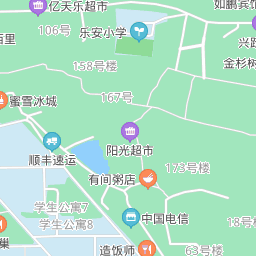 亿天乐超市
如鹏宾馆
106号
乐安小学
百里
兴路
158号楼
金杉树
167号
蜜雪冰城
阳光超市
顺丰速运
173号楼
有间粥店
学生公寓7
中国电信
学生公寓8
18号
巢
造饭师
63号楼